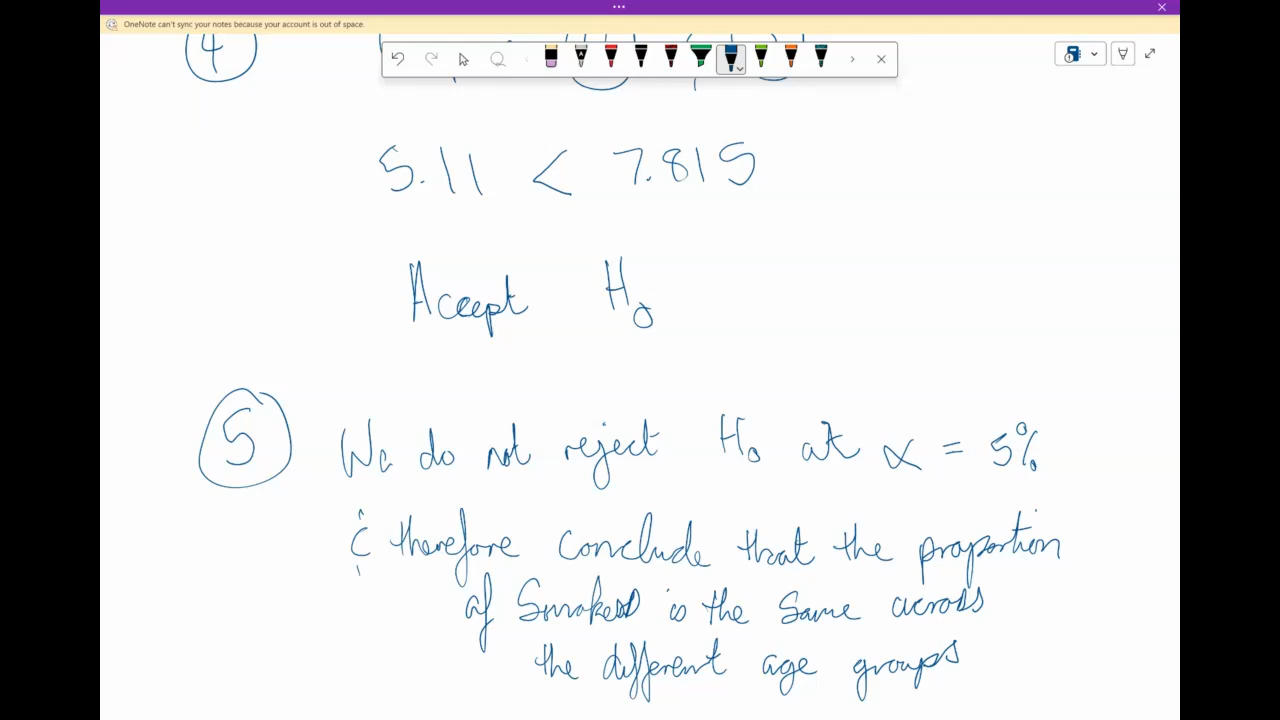 OneNote can't sync your notes because your account is out of space.
4
5.11 < 7.815
Accept H₀
5 We do not reject H₀ at α = 5%
& therefore conclude that the proportion
of Smokers is the Same across
the different age groups